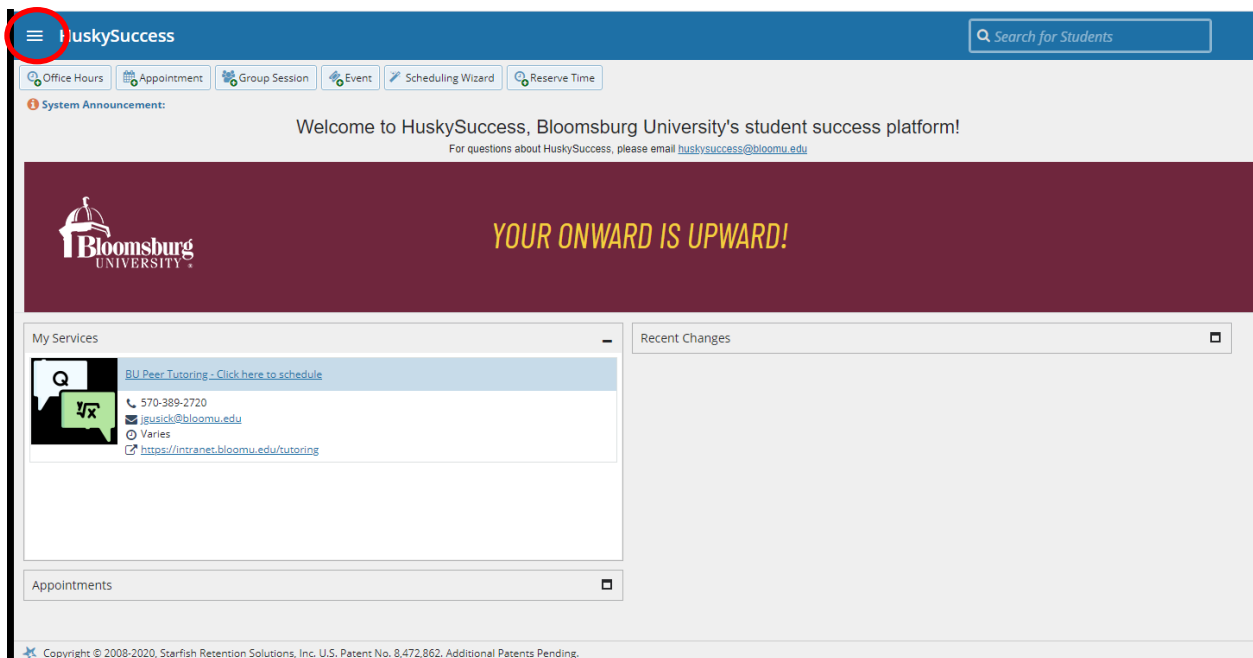 HuskySuccess
Search for Students
Office Hours
Appointment
Group Session
Event
Scheduling Wizard
Reserve Time
System Announcement:
Welcome to HuskySuccess, Bloomsburg University's student success platform!
For questions about HuskySuccess, please email huskysuccess@bloomu.edu
Bloomsburg
UNIVERSITY
YOUR ONWARD IS UPWARD!
My Services
Recent Changes
Q
BU Peer Tutoring - Click here to schedule
570-389-2720
jgusick@bloomu.edu
Varies
https://intranet.bloomu.edu/tutoring
Appointments
Copyright © 2008-2020, Starfish Retention Solutions, Inc. U.S. Patent No. 8,472,862. Additional Patents Pending.